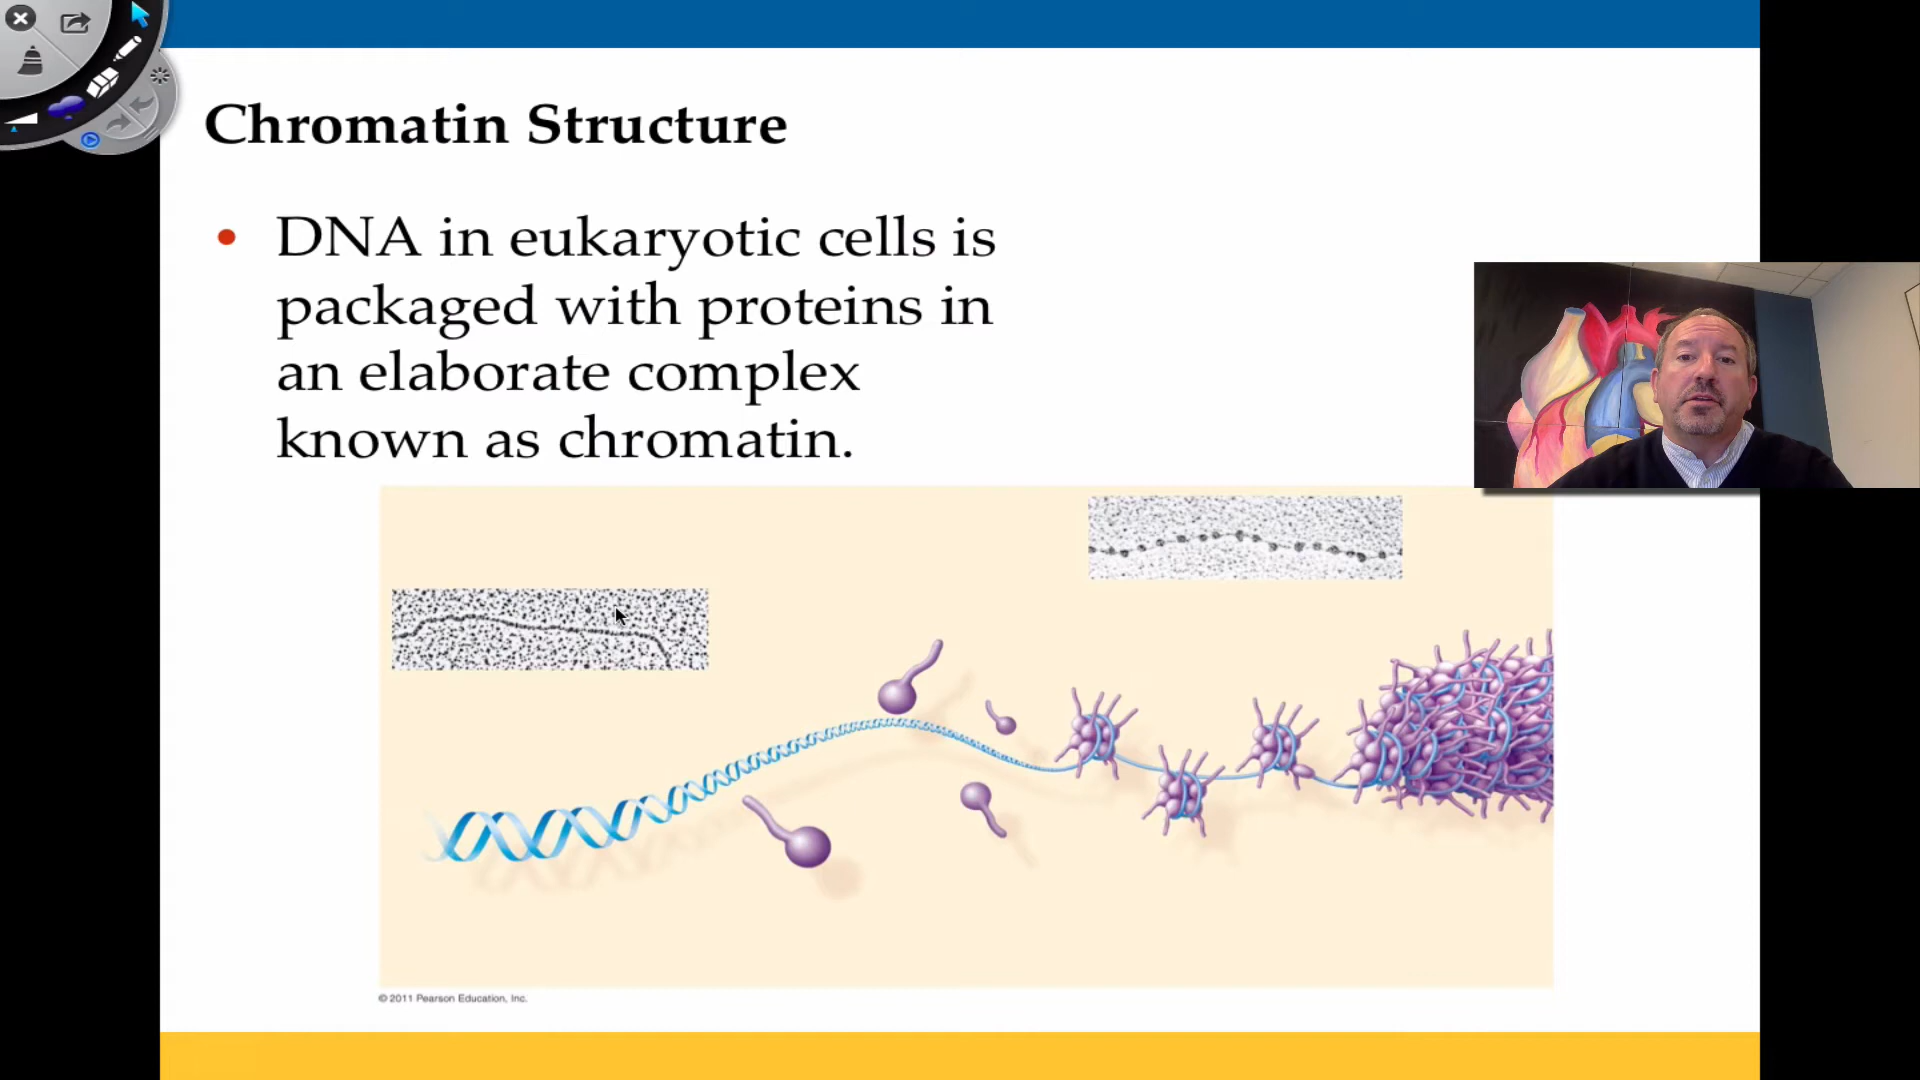 Chromatin Structure
• DNA in eukaryotic cells is
packaged with proteins in
an elaborate complex
known as chromatin.
© 2011 Pearson Education, Inc.